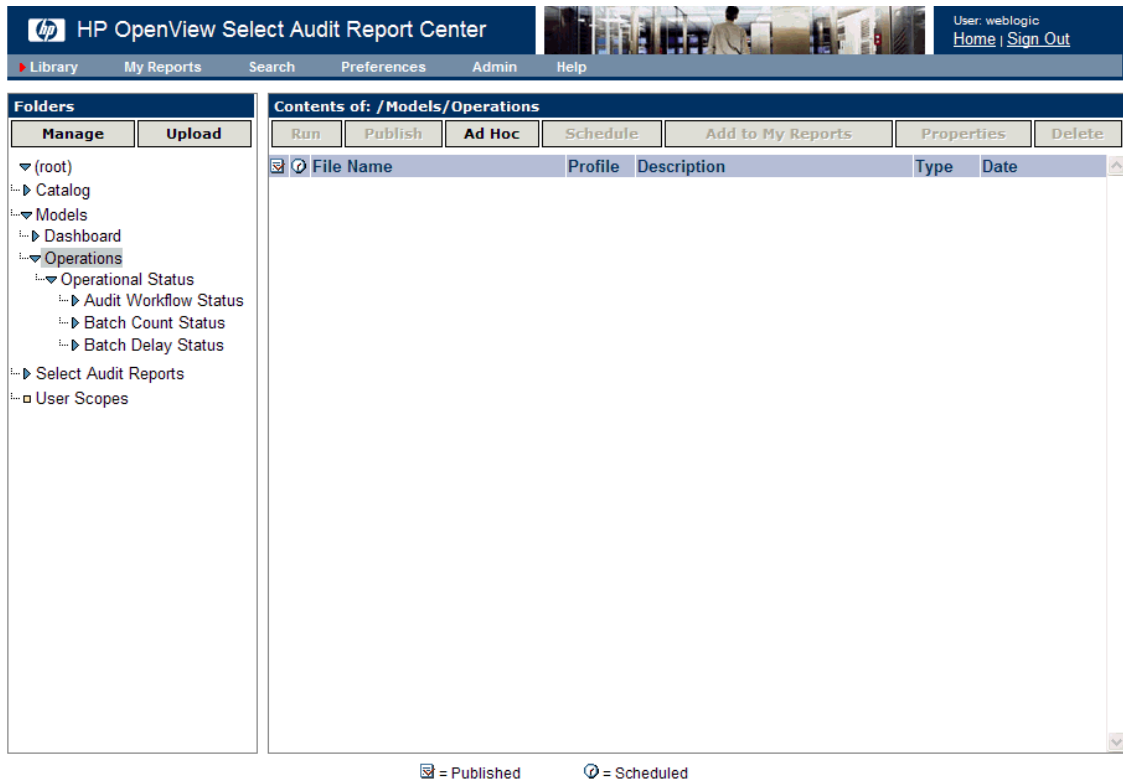 hp HP OpenView Select Audit Report Center
User: weblogic
Home | Sign Out
Library My Reports Search Preferences Admin Help
Folders
Manage Upload
(root)
Catalog
Models
Dashboard
Operations
Operational Status
Audit Workflow Status
Batch Count Status
Batch Delay Status
Select Audit Reports
User Scopes
Contents of: /Models/Operations
Run Publish Ad Hoc Schedule Add to My Reports Properties Delete
File Name Profile Description Type Date
= Published = Scheduled